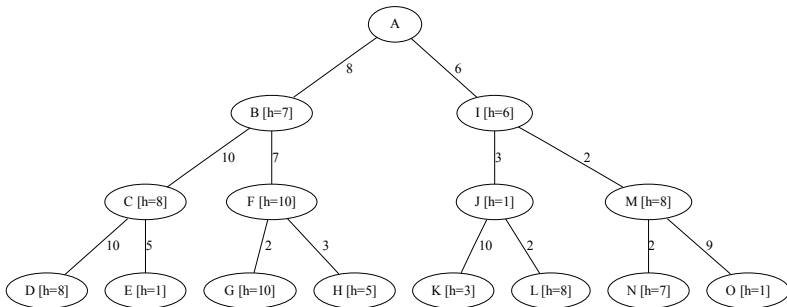 A
8 6
B [h=7] I [h=6]
10 7 3 2
C [h=8] F [h=10] J [h=1] M [h=8]
10 5 2 3 10 2 2 9
D [h=8] E [h=1] G [h=10] H [h=5] K [h=3] L [h=8] N [h=7] O [h=1]